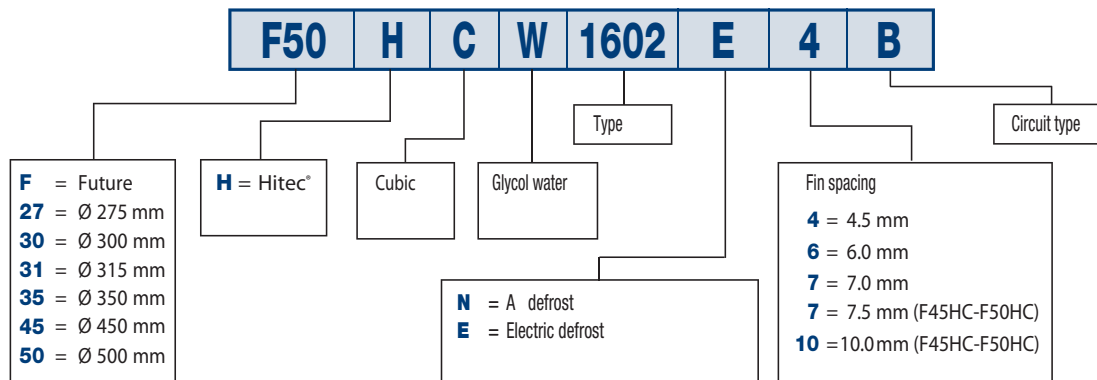 F50 H C W 1602 E 4 B
Type
Circuit type
F = Future
27 = Ø 275 mm
30 = Ø 300 mm
31 = Ø 315 mm
35 = Ø 350 mm
45 = Ø 450 mm
50 = Ø 500 mm
H = Hitec®
Cubic
Glycol water
N = A defrost
E = Electric defrost
Fin spacing
4 = 4.5 mm
6 = 6.0 mm
7 = 7.0 mm
7 = 7.5 mm (F45HC-F50HC)
10 =10.0 mm (F45HC-F50HC)